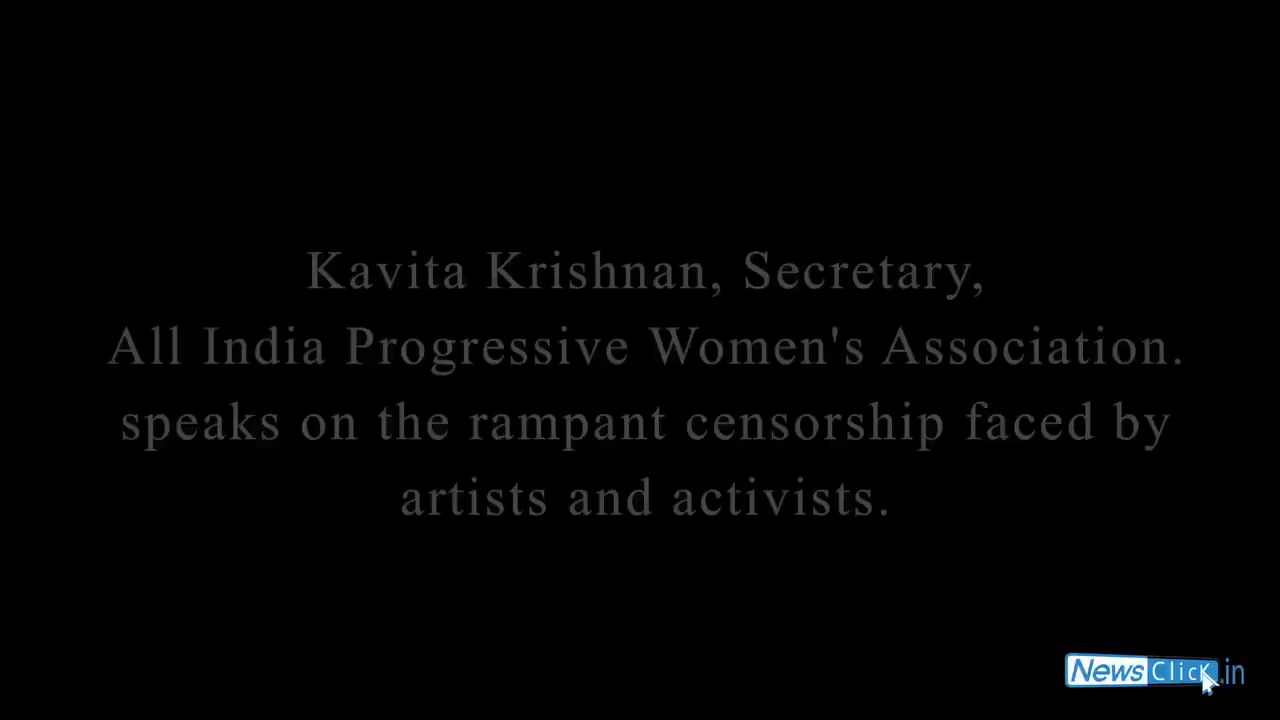 Kavita Krishnan, Secretary,
All India Progressive Women's Association.
speaks on the rampant censorship faced by
artists and activists.
NewsClick.in